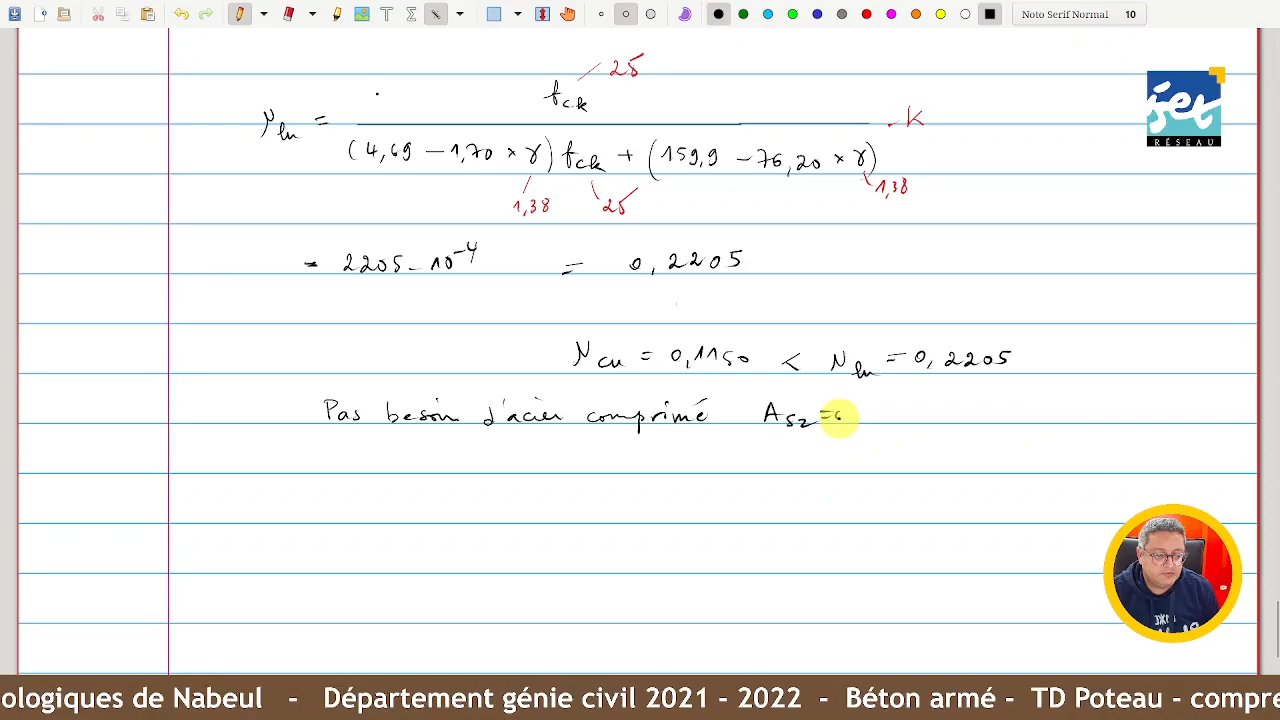 Noto Serif Normal 10
25
fck
μlu = . K
(4,69 - 1,70 × γ) fck + (159,9 - 76,20 × γ)
1,38 25 1,38
= 2205 . 10^-4 = 0,2205
μcu = 0,1150 < μlu = 0,2205
Pas besoin d'acier comprimé As2 = 0
iset
RÉSEAU
ologiques de Nabeul - Département génie civil 2021 - 2022 - Béton armé - TD Poteau - compre